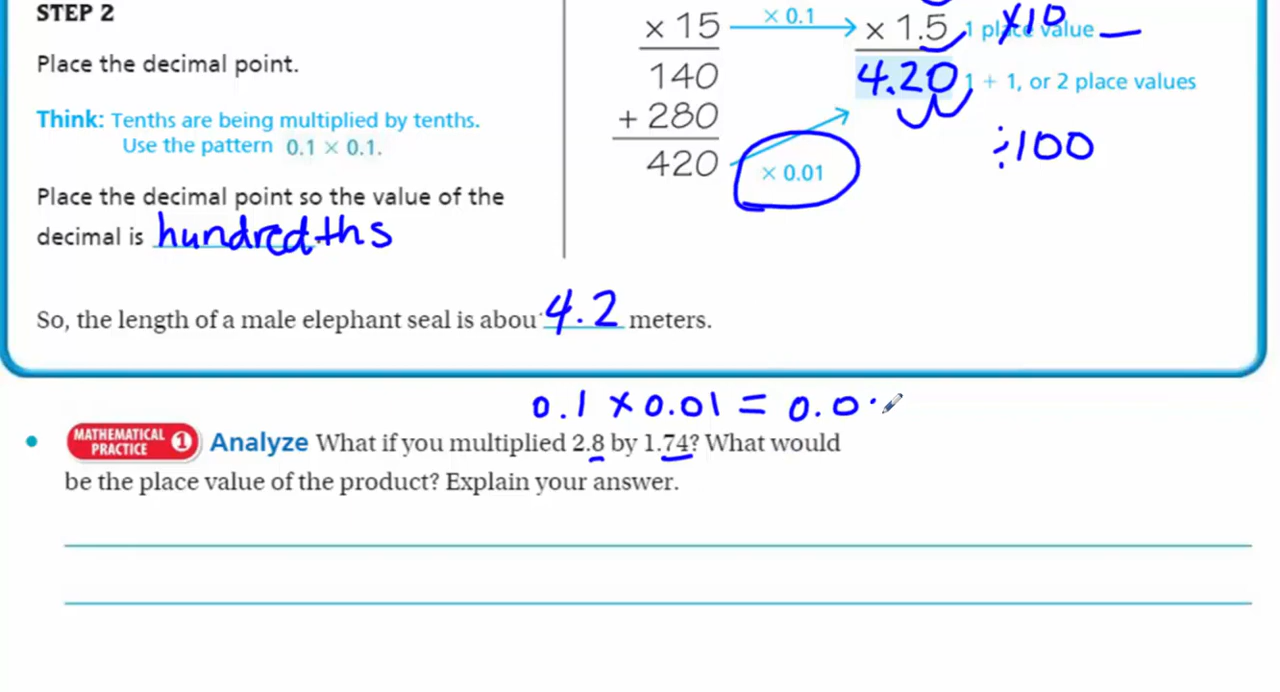 STEP 2
Place the decimal point.
Think: Tenths are being multiplied by tenths.
Use the pattern 0.1 × 0.1.
Place the decimal point so the value of the
decimal is hundredths
× 15
140
+ 280
420
× 0.1
× 0.01
× 1.5
4.20
1 place value
×10
1 + 1, or 2 place values
÷100
So, the length of a male elephant seal is abou 4.2 meters.
0.1 × 0.01 = 0.0
MATHEMATICAL PRACTICE 1 Analyze What if you multiplied 2.8 by 1.74? What would
be the place value of the product? Explain your answer.